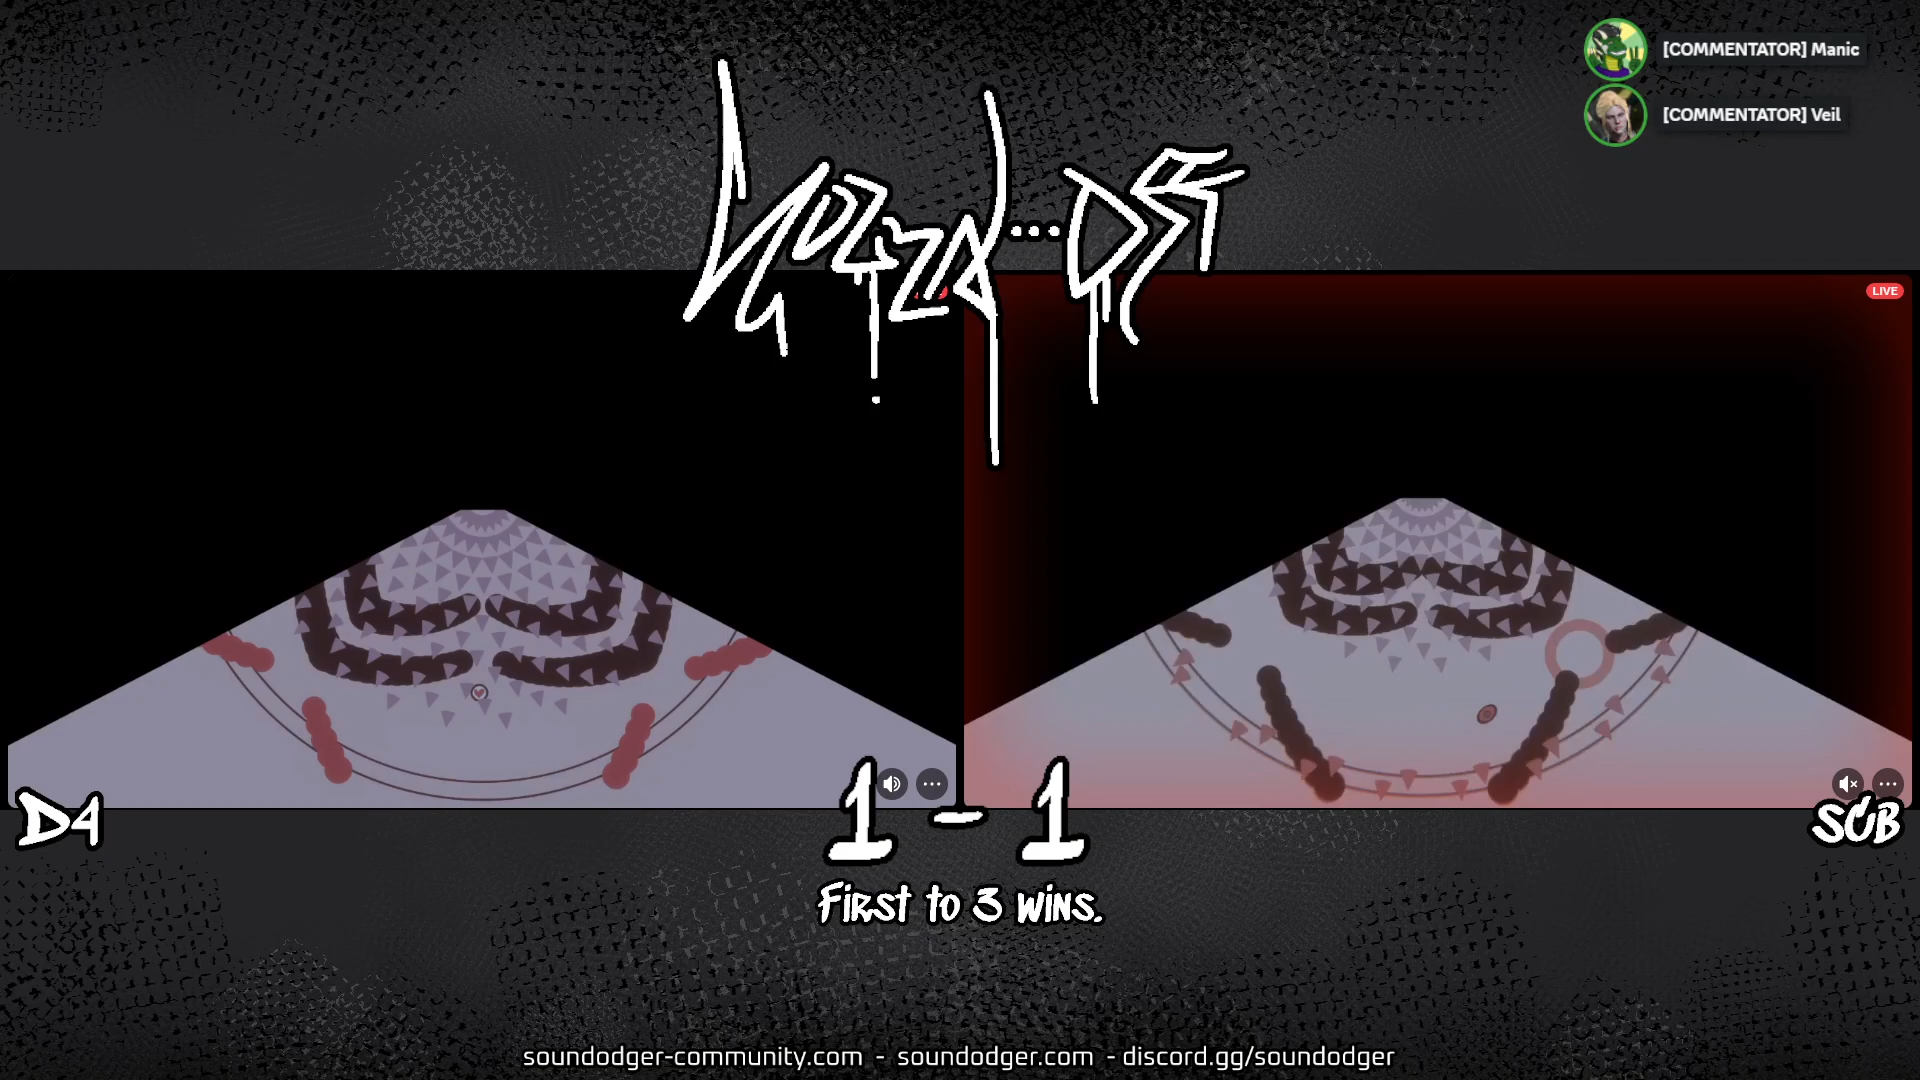 [COMMENTATOR] Manic
[COMMENTATOR] Veil
LIVE
D4
1 - 1
SUB
First to 3 wins.
soundodger-community.com - soundodger.com - discord.gg/soundodger